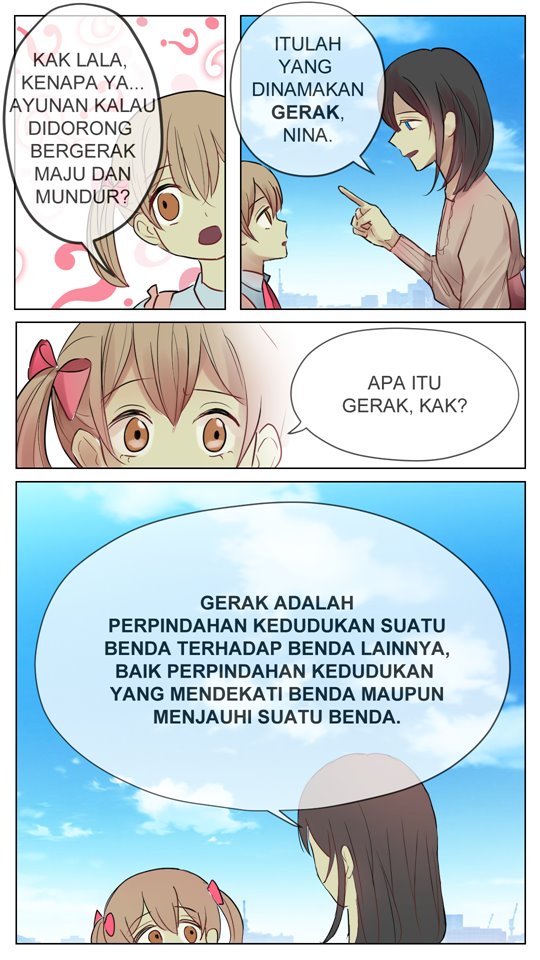 KAK LALA,
KENAPA YA...
AYUNAN KALAU
DIDORONG
BERGERAK
MAJU DAN
MUNDUR?
ITULAH
YANG
DINAMAKAN
GERAK,
NINA.
APA ITU
GERAK, KAK?
GERAK ADALAH
PERPINDAHAN KEDUDUKAN SUATU
BENDA TERHADAP BENDA LAINNYA,
BAIK PERPINDAHAN KEDUDUKAN
YANG MENDEKATI BENDA MAUPUN
MENJAUHI SUATU BENDA.